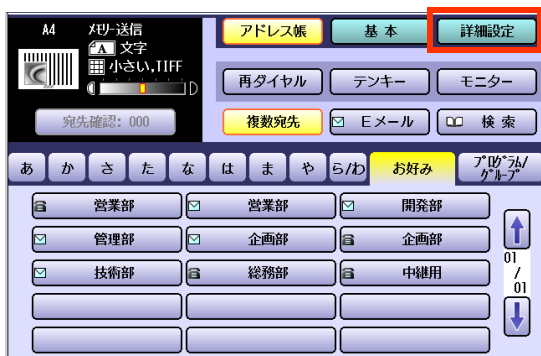 A4 ﾒﾓﾘｰ送信
A 文字
小さい,TIFF
D
宛先確認: 000
アドレス帳 基本 詳細設定
再ダイヤル テンキー モニター
複数宛先 Eメール 検索
あ か さ た な は ま や ら/わ お好み ﾌﾟﾛｸﾞﾗﾑ/
ｸﾞﾙｰﾌﾟ
営業部 営業部 開発部
管理部 企画部 企画部
技術部 総務部 中継用
01
/
01